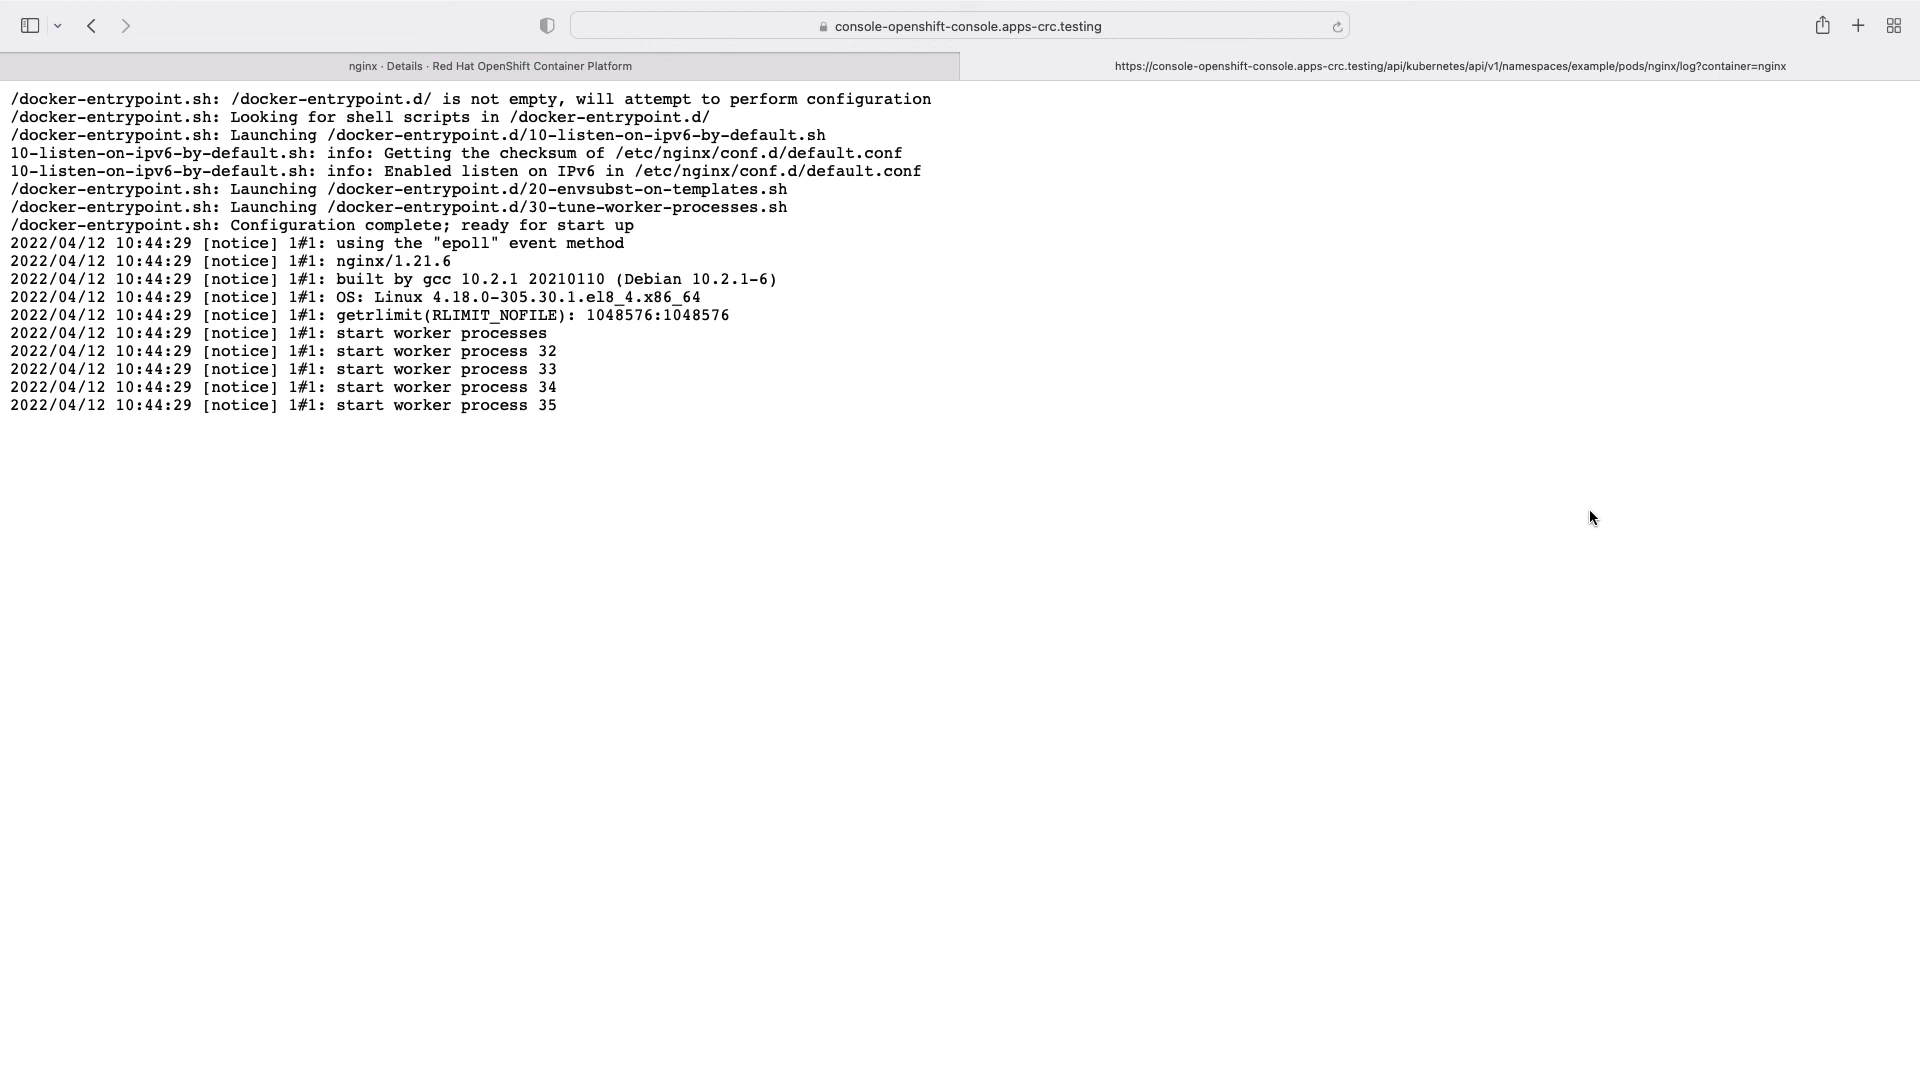 console-openshift-console.apps-crc.testing
nginx · Details · Red Hat OpenShift Container Platform
https://console-openshift-console.apps-crc.testing/api/kubernetes/api/v1/namespaces/example/pods/nginx/log?container=nginx
/docker-entrypoint.sh: /docker-entrypoint.d/ is not empty, will attempt to perform configuration
/docker-entrypoint.sh: Looking for shell scripts in /docker-entrypoint.d/
/docker-entrypoint.sh: Launching /docker-entrypoint.d/10-listen-on-ipv6-by-default.sh
10-listen-on-ipv6-by-default.sh: info: Getting the checksum of /etc/nginx/conf.d/default.conf
10-listen-on-ipv6-by-default.sh: info: Enabled listen on IPv6 in /etc/nginx/conf.d/default.conf
/docker-entrypoint.sh: Launching /docker-entrypoint.d/20-envsubst-on-templates.sh
/docker-entrypoint.sh: Launching /docker-entrypoint.d/30-tune-worker-processes.sh
/docker-entrypoint.sh: Configuration complete; ready for start up
2022/04/12 10:44:29 [notice] 1#1: using the "epoll" event method
2022/04/12 10:44:29 [notice] 1#1: nginx/1.21.6
2022/04/12 10:44:29 [notice] 1#1: built by gcc 10.2.1 20210110 (Debian 10.2.1-6)
2022/04/12 10:44:29 [notice] 1#1: OS: Linux 4.18.0-305.30.1.el8_4.x86_64
2022/04/12 10:44:29 [notice] 1#1: getrlimit(RLIMIT_NOFILE): 1048576:1048576
2022/04/12 10:44:29 [notice] 1#1: start worker processes
2022/04/12 10:44:29 [notice] 1#1: start worker process 32
2022/04/12 10:44:29 [notice] 1#1: start worker process 33
2022/04/12 10:44:29 [notice] 1#1: start worker process 34
2022/04/12 10:44:29 [notice] 1#1: start worker process 35